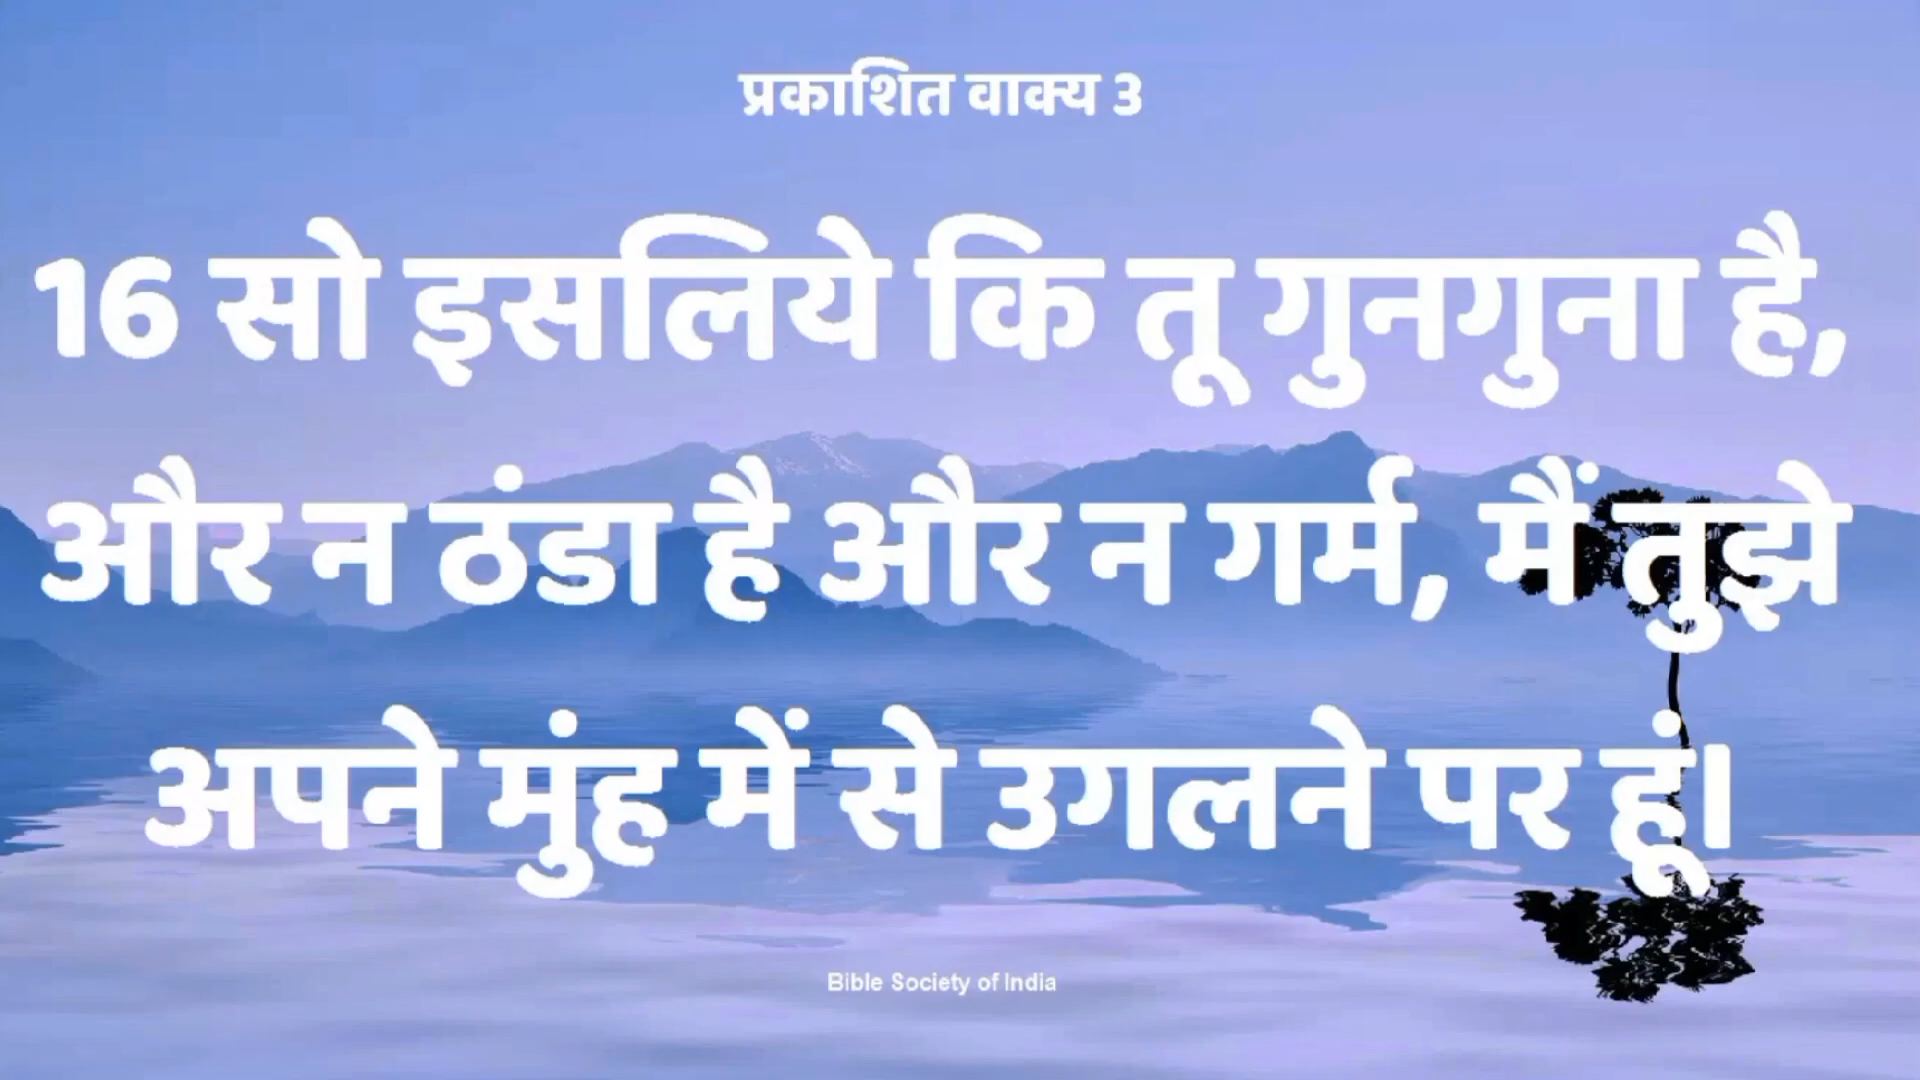 प्रकाशित वाक्य 3
16 सो इसलिये कि तू गुनगुना है,
और न ठंडा है और न गर्म, मैं तुझे
अपने मुंह में से उगलने पर हूं।
Bible Society of India